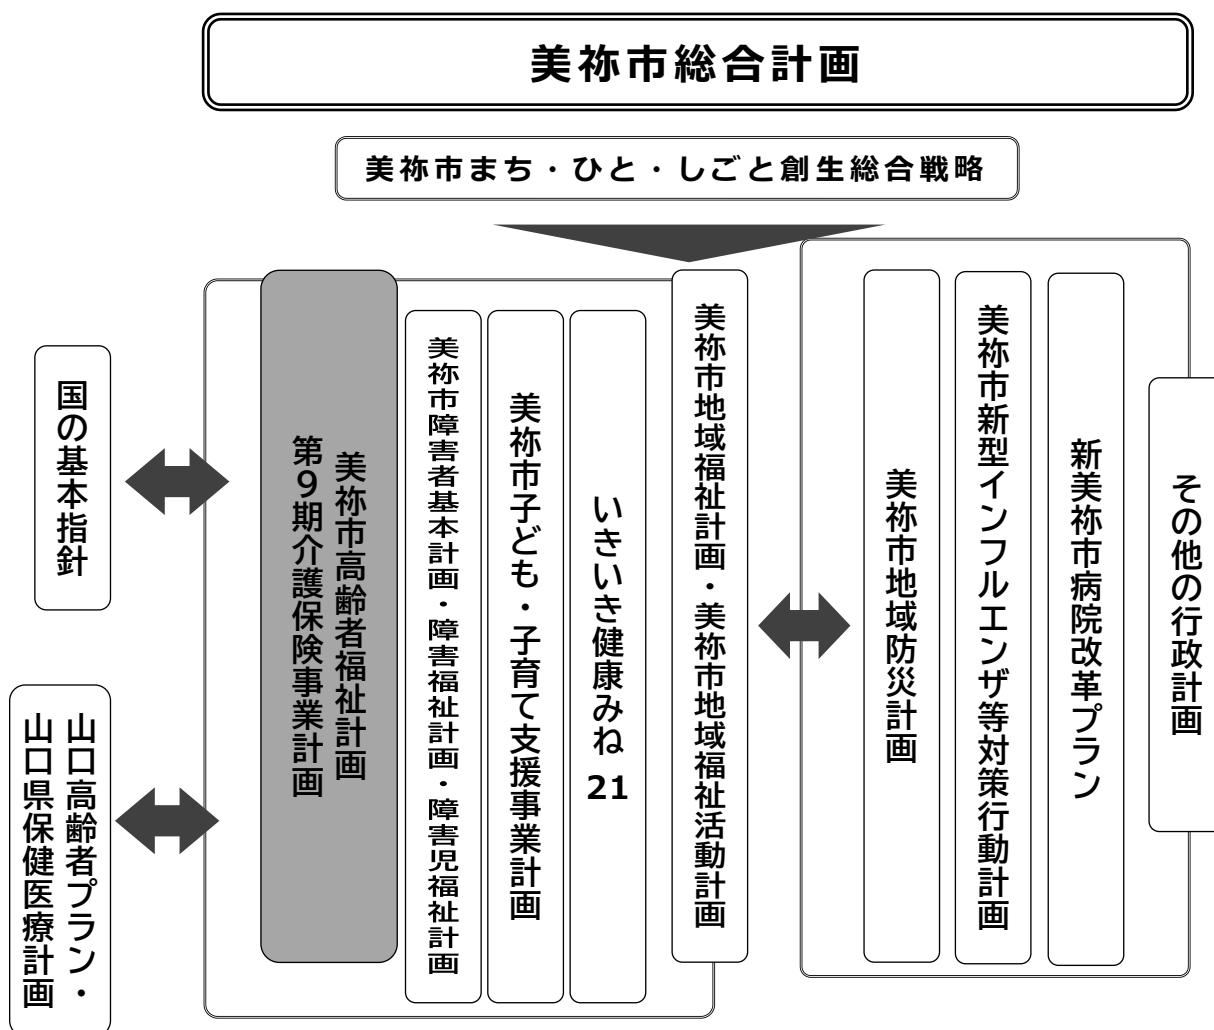 美祢市総合計画
美祢市まち・ひと・しごと創生総合戦略
国の基本指針
山口高齢者プラン・
山口県保健医療計画
美祢市高齢者福祉計画
第９期介護保険事業計画
美祢市障害者基本計画・障害福祉計画・障害児福祉計画
美祢市子ども・子育て支援事業計画
いきいき健康みね 21
美祢市地域福祉計画・美祢市地域福祉活動計画
美祢市地域防災計画
美祢市新型インフルエンザ等対策行動計画
新美祢市病院改革プラン
その他の行政計画